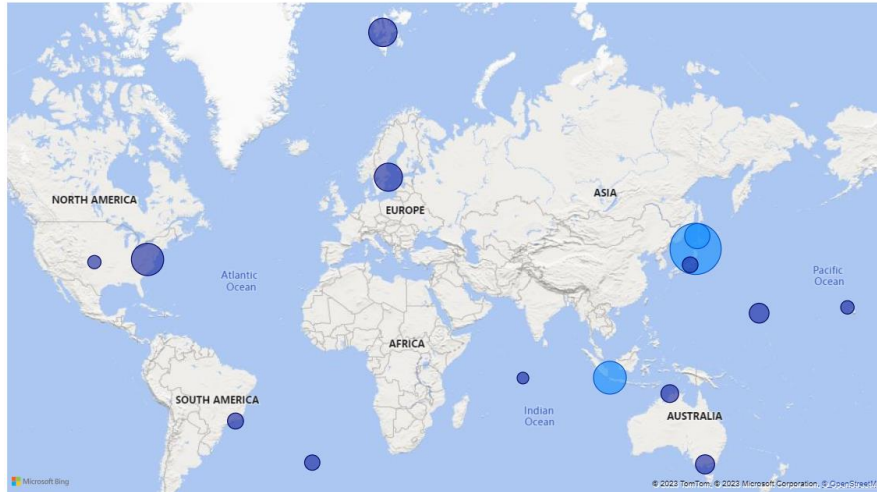 NORTH AMERICA
ASIA
EUROPE
Atlantic
Ocean
Pacific
Ocean
AFRICA
SOUTH AMERICA
Indian
Ocean
AUSTRALIA
Microsoft Bing
© 2023 TomTom, © 2023 Microsoft Corporation, © OpenStreetM